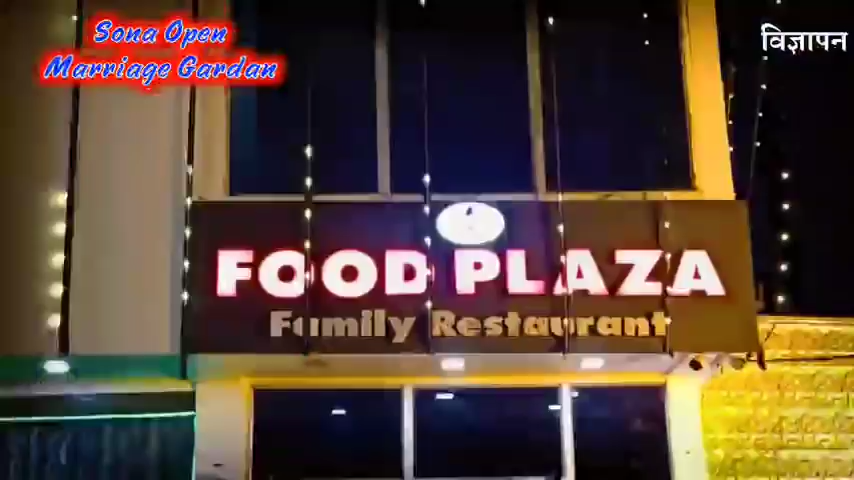 Sona Open
Marriage Gardan
विज्ञापन
FOOD PLAZA
Family Restaurant